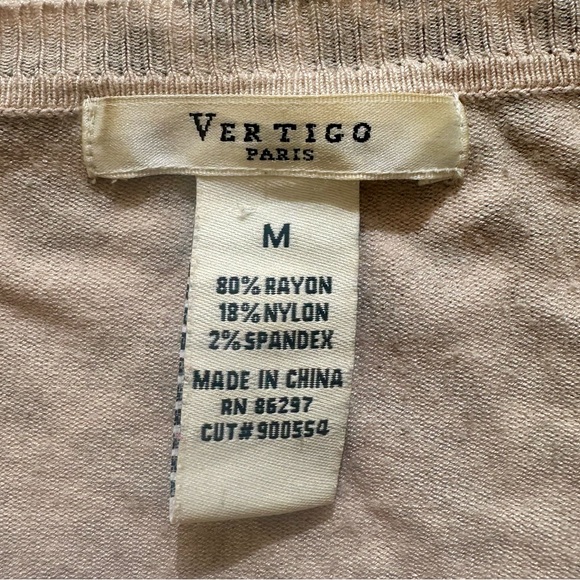 VERTIGO
PARIS
M
80% RAYON
18% NYLON
2% SPANDEX
MADE IN CHINA
RN 86297
CUT# 900554